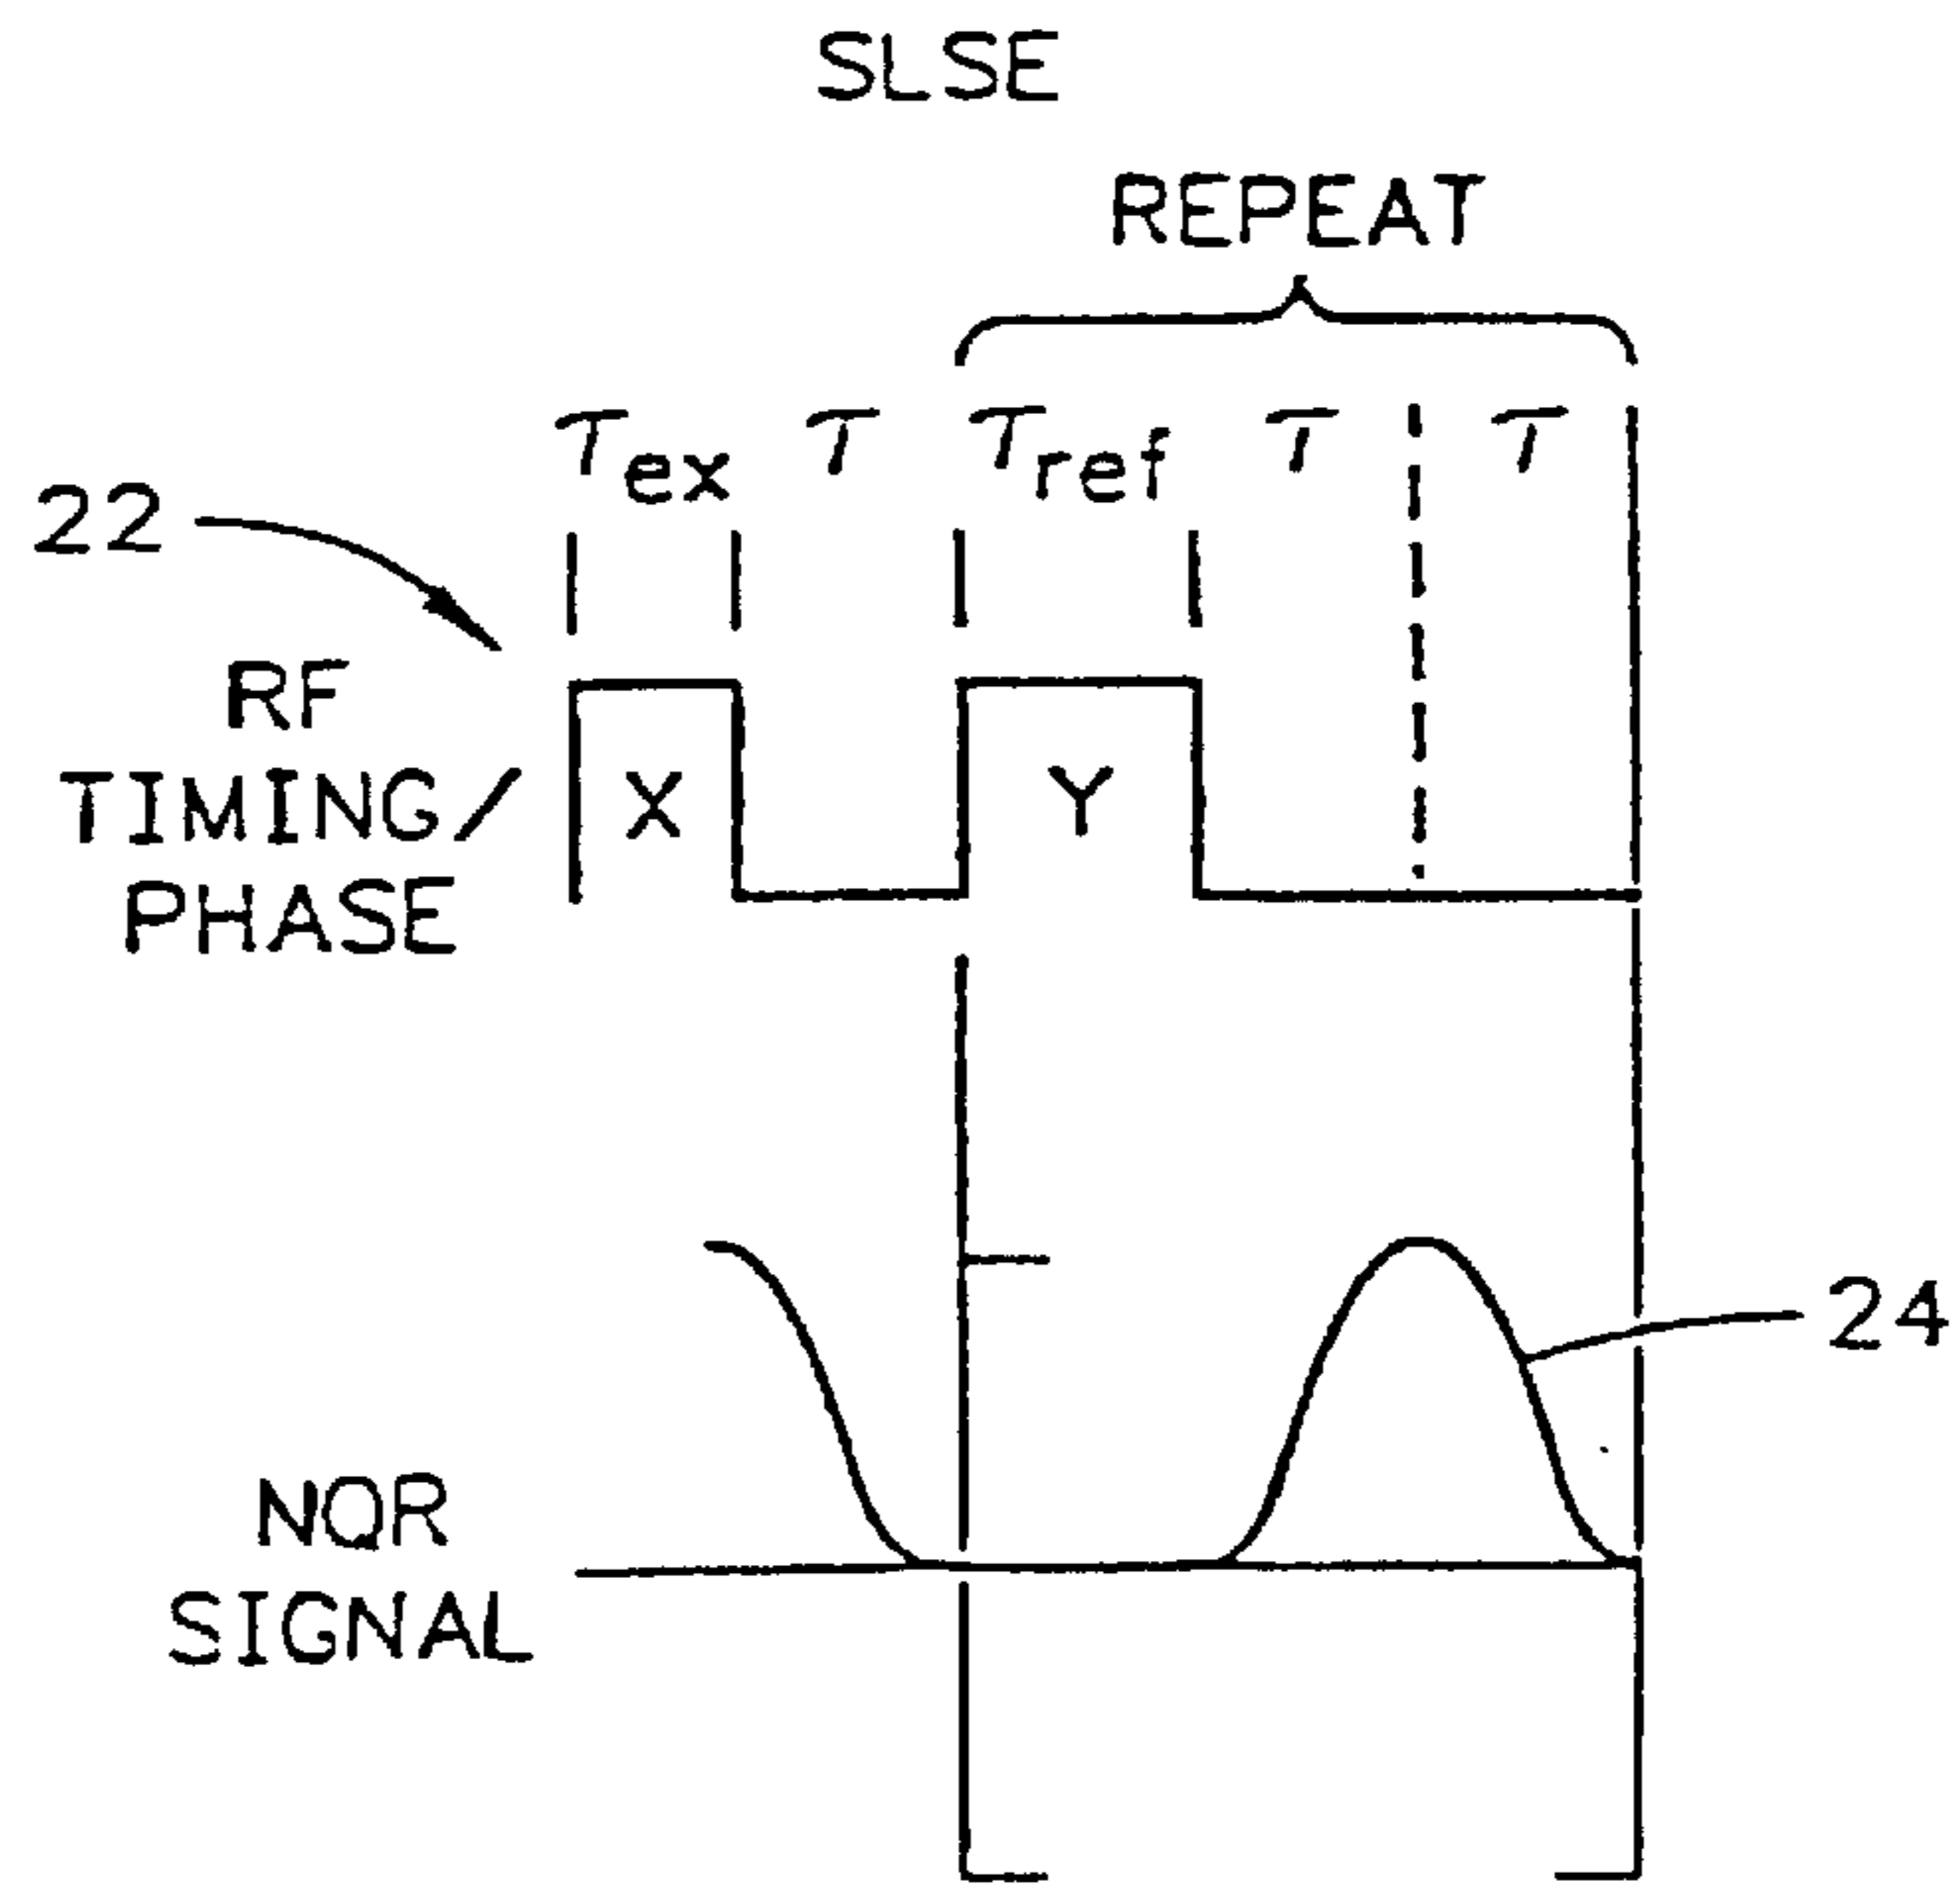 SLSE
REPEAT
τex τ τref τ τ
22
RF
TIMING/
PHASE
X Y
24
NQR
SIGNAL